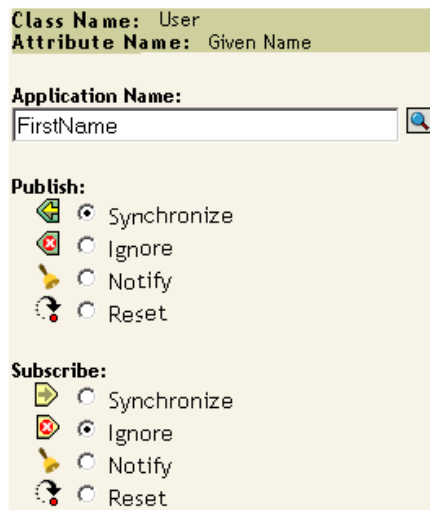 Class Name: User
Attribute Name: Given Name
Application Name:
FirstName
Publish:
Synchronize
Ignore
Notify
Reset
Subscribe:
Synchronize
Ignore
Notify
Reset